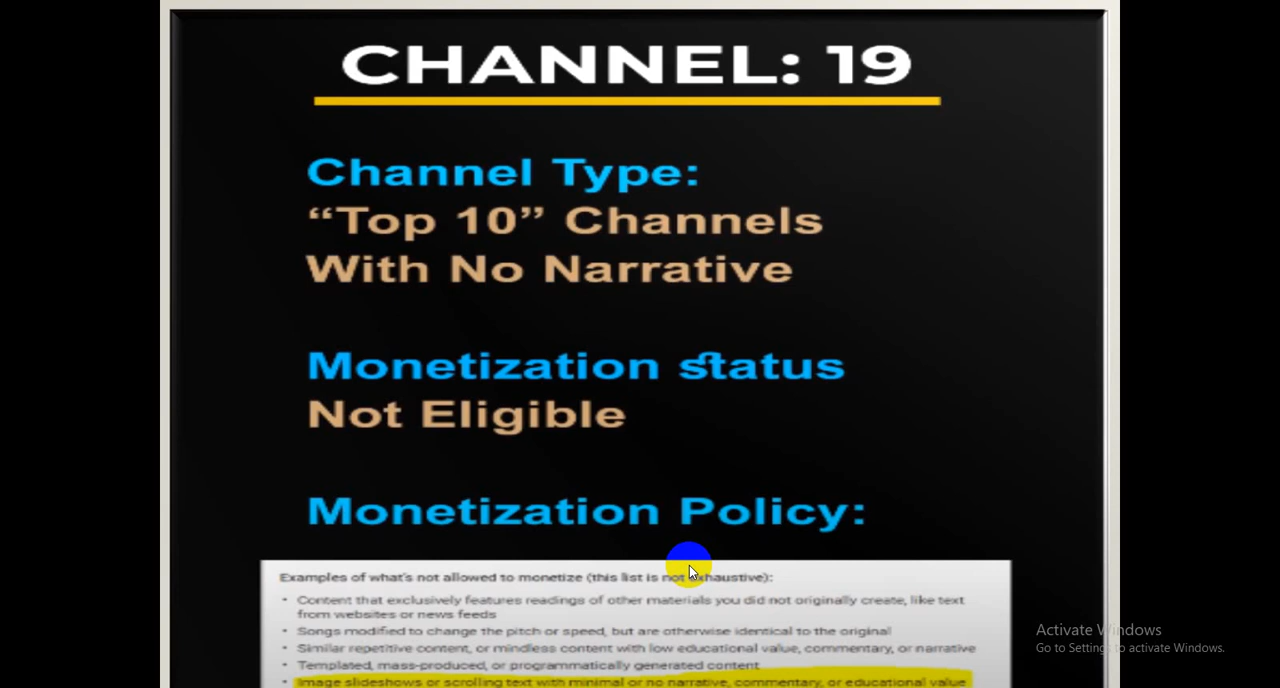 CHANNEL: 19
Channel Type:
“Top 10” Channels
With No Narrative
Monetization status
Not Eligible
Monetization Policy:
Examples of what's not allowed to monetize (this list is not exhaustive):
• Content that exclusively features readings of other materials you did not originally create, like text
from websites or news feeds
• Songs modified to change the pitch or speed, but are otherwise identical to the original
• Similar repetitive content, or mindless content with low educational value, commentary, or narrative
• Templated, mass-produced, or programmatically generated content
• Image slideshows or scrolling text with minimal or no narrative, commentary, or educational value
Activate Windows
Go to Settings to activate Windows.